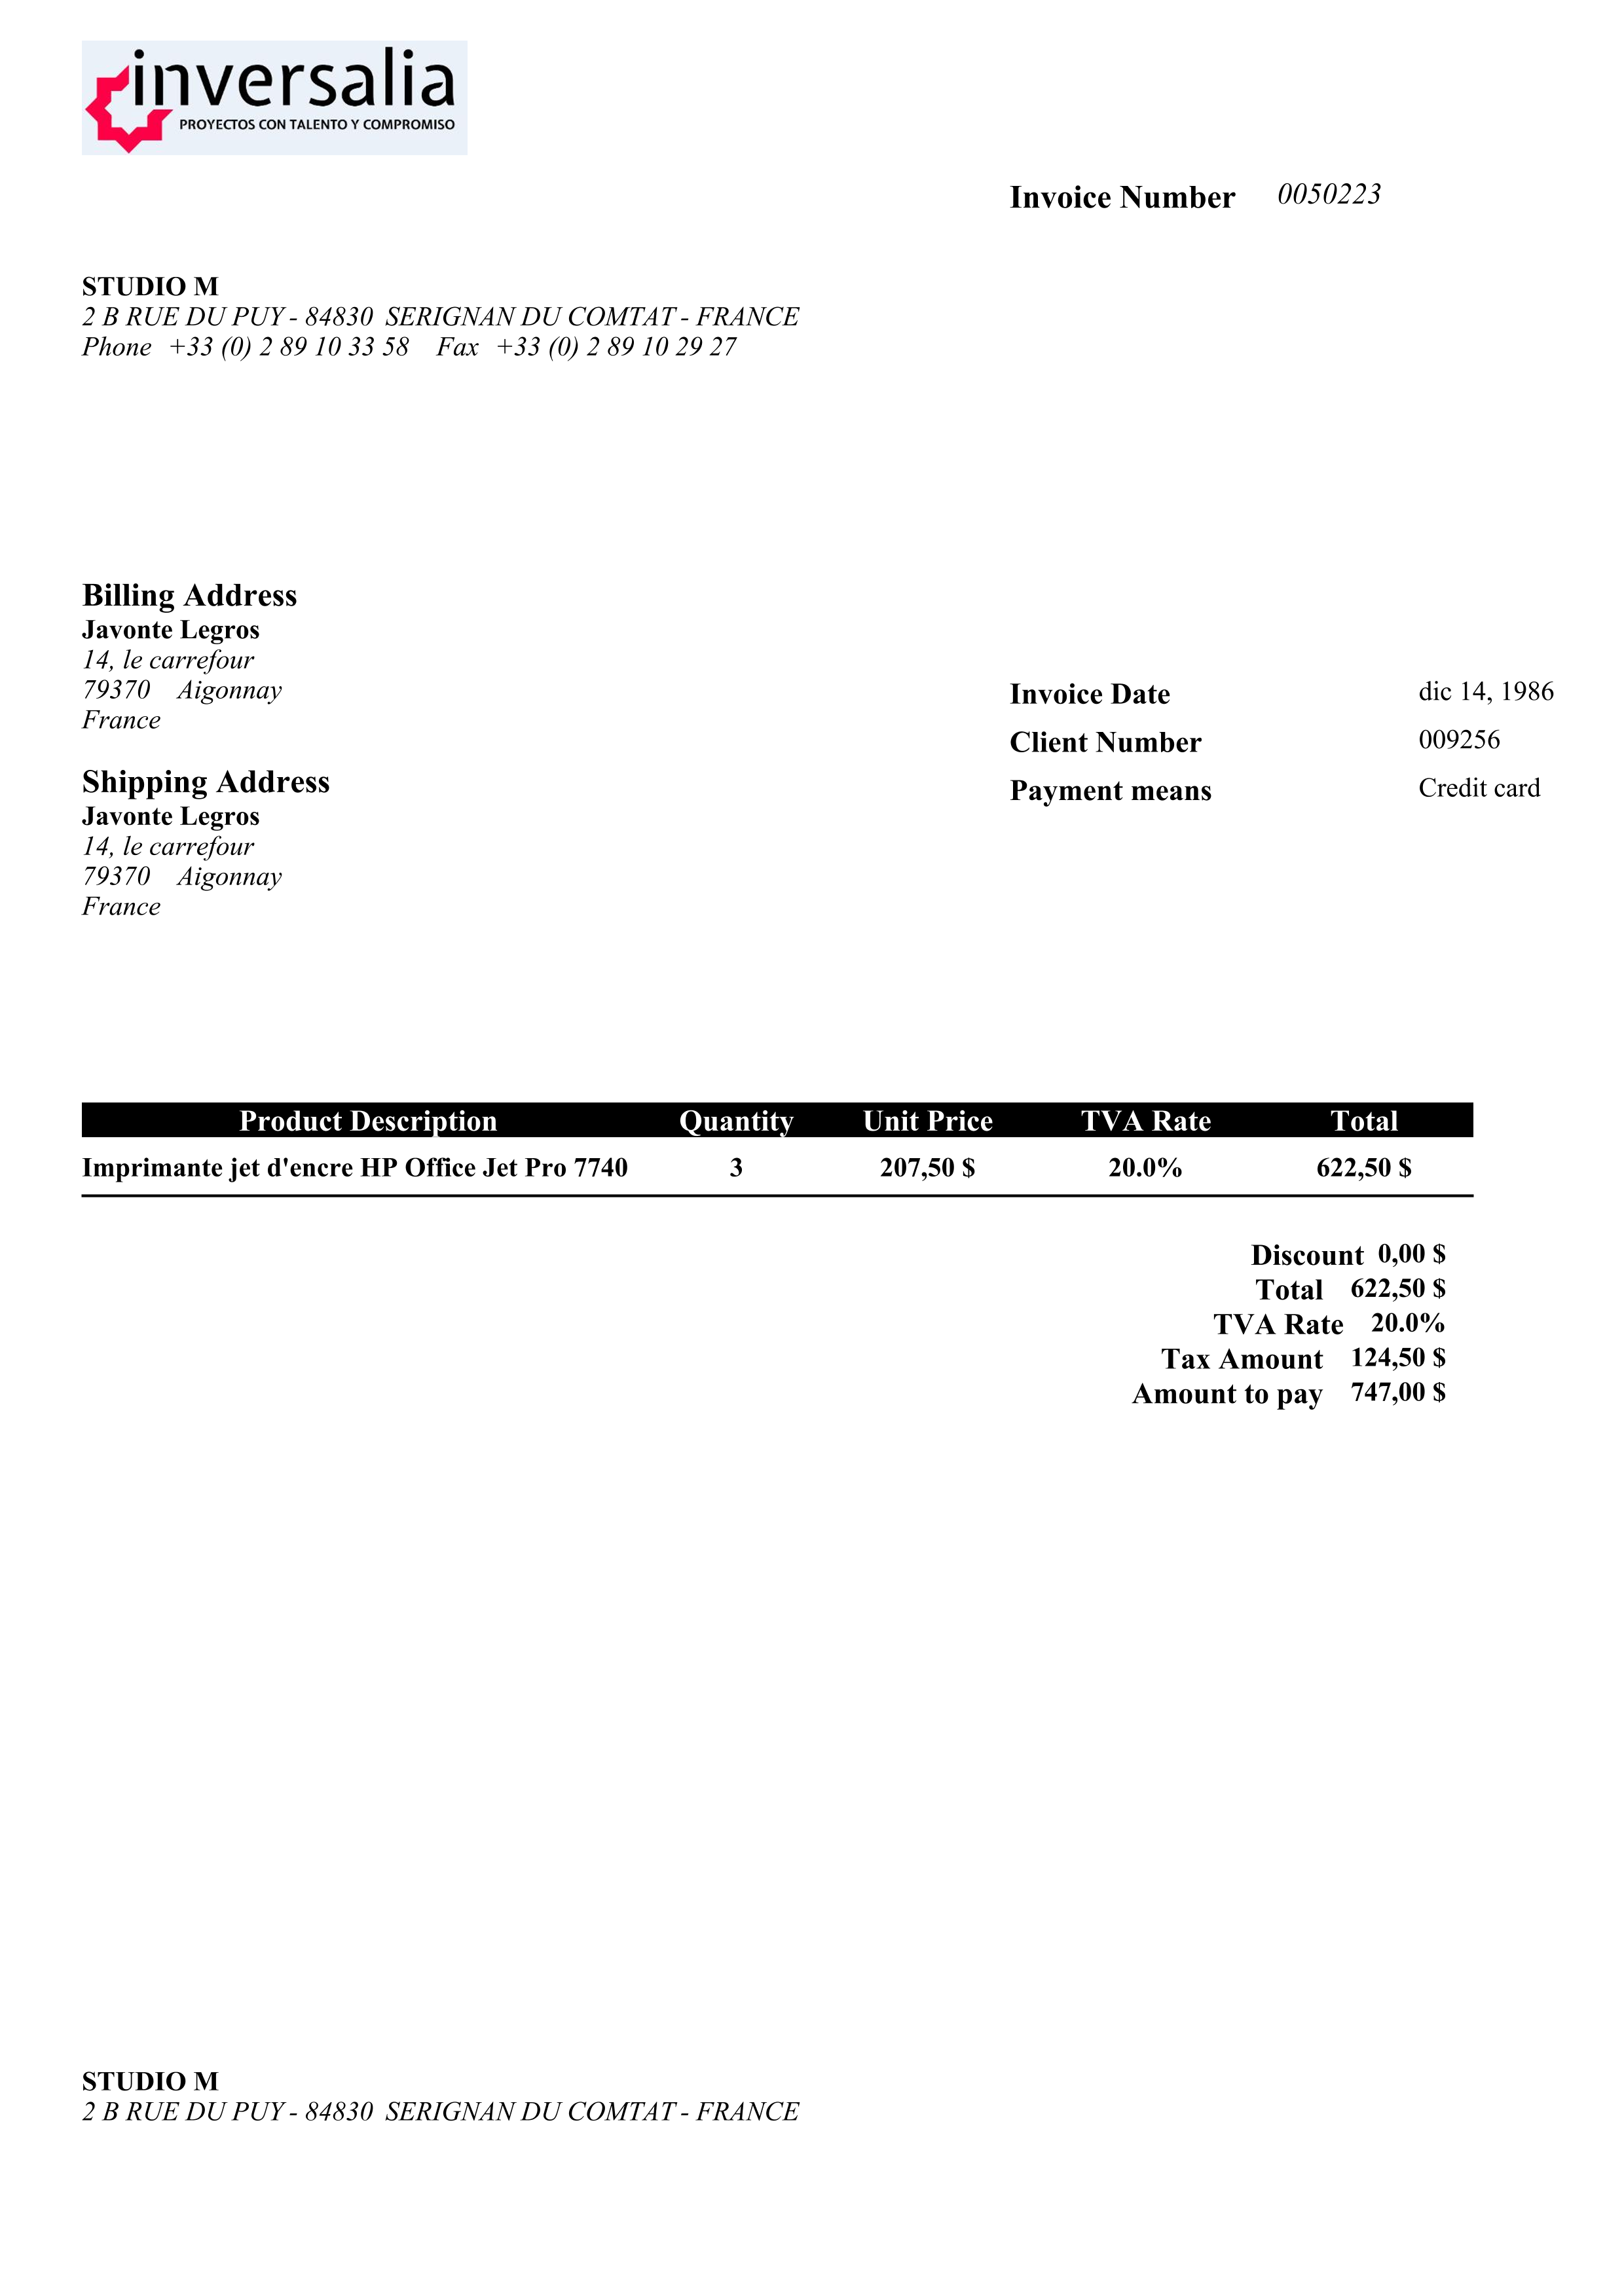 inversalia
PROYECTOS CON TALENTO Y COMPROMISO
Invoice Number 0050223
STUDIO M
2 B RUE DU PUY - 84830 SERIGNAN DU COMTAT - FRANCE
Phone +33 (0) 2 89 10 33 58 Fax +33 (0) 2 89 10 29 27
Billing Address
Javonte Legros
14, le carrefour
79370 Aigonnay
France
Invoice Date dic 14, 1986
Client Number 009256
Payment means Credit card
Shipping Address
Javonte Legros
14, le carrefour
79370 Aigonnay
France
Product Description Quantity Unit Price TVA Rate Total
Imprimante jet d'encre HP Office Jet Pro 7740 3 207,50 $ 20.0% 622,50 $
Discount 0,00 $
Total 622,50 $
TVA Rate 20.0%
Tax Amount 124,50 $
Amount to pay 747,00 $
STUDIO M
2 B RUE DU PUY - 84830 SERIGNAN DU COMTAT - FRANCE